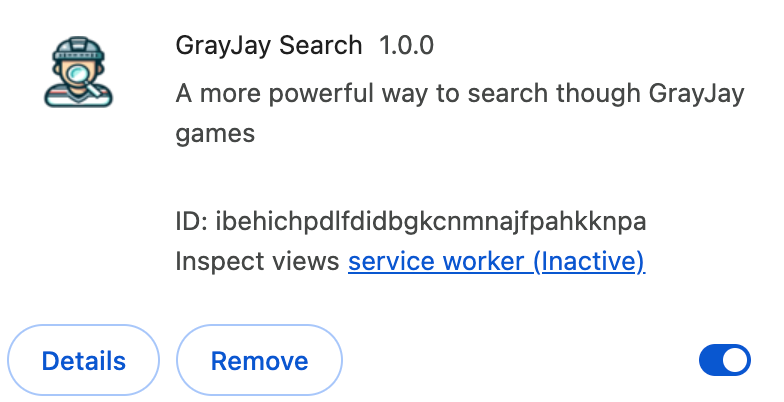 GrayJay Search 1.0.0
A more powerful way to search though GrayJay
games
ID: ibehichpdlfdidbgkcnmnajfpahkknpa
Inspect views service worker (Inactive)
Details Remove